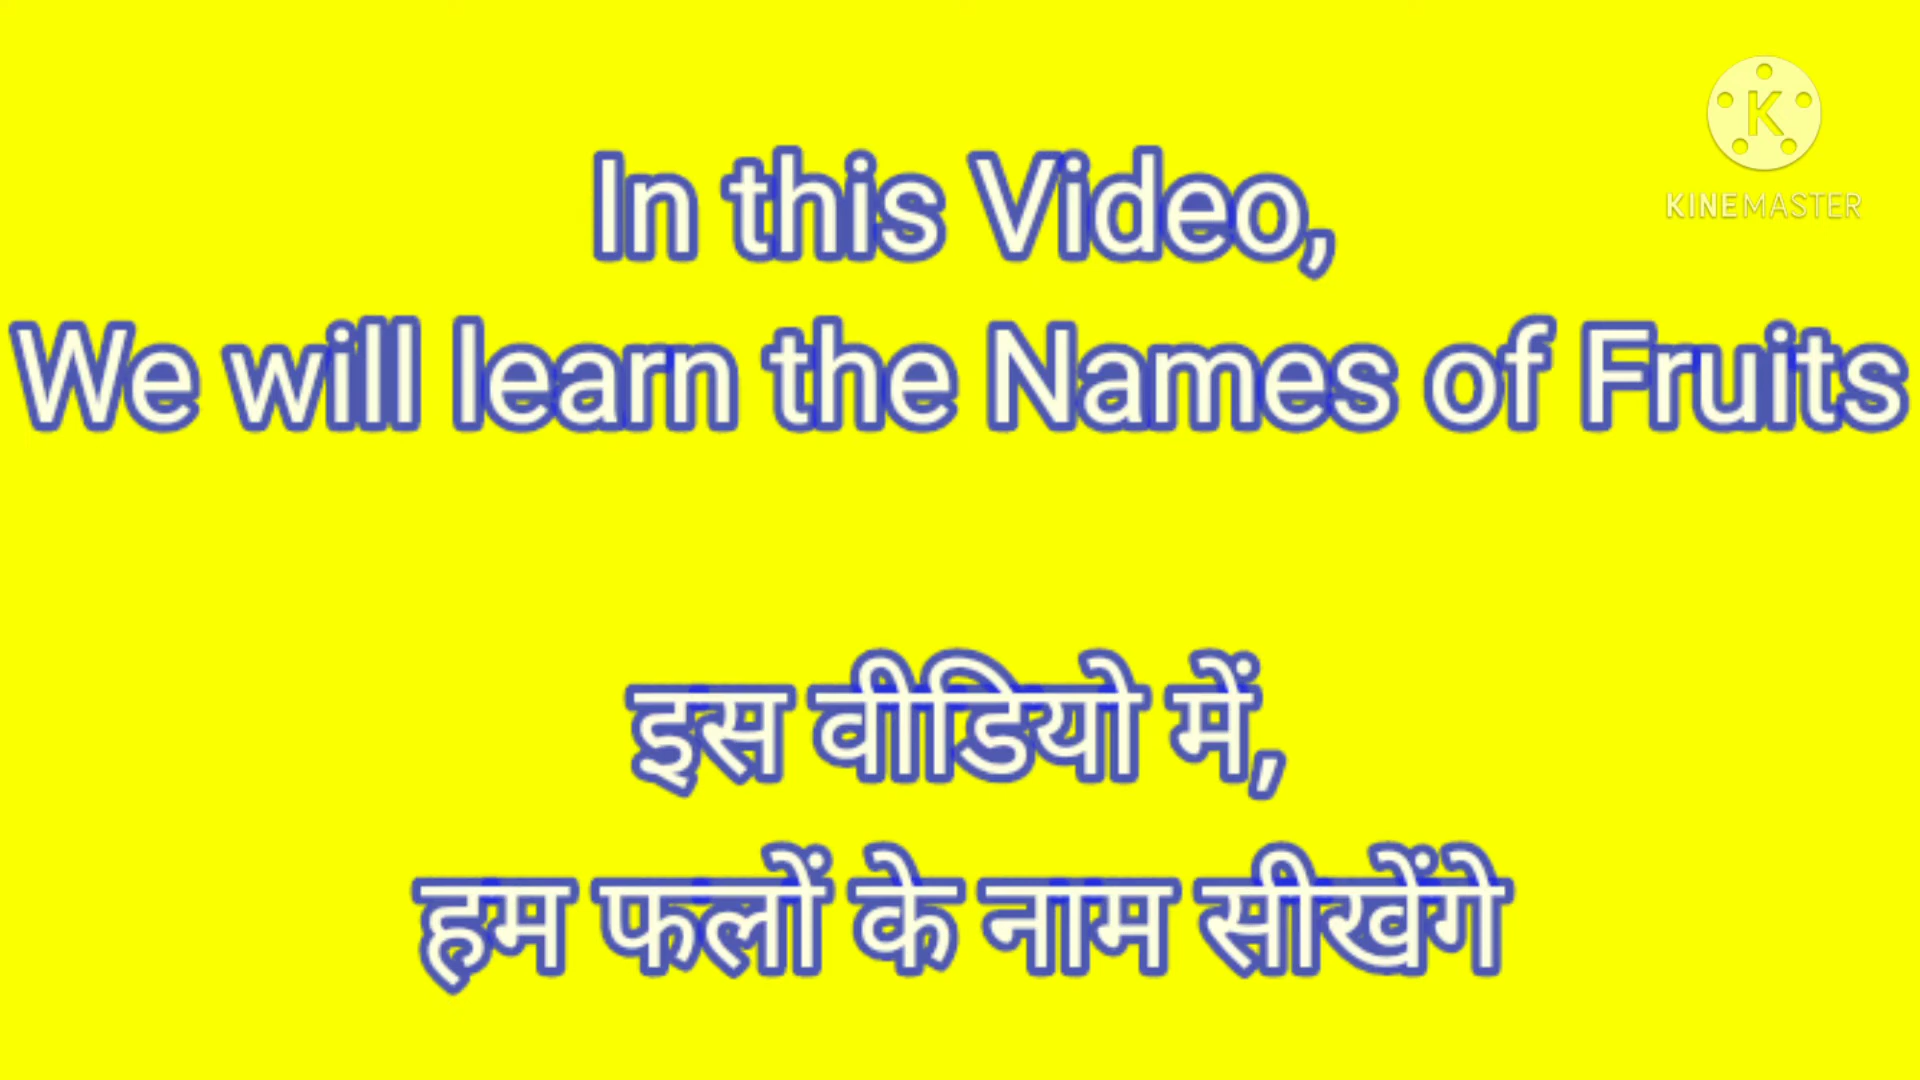 In this Video,
We will learn the Names of Fruits
इस वीडियो में,
हम फलों के नाम सीखेंगे
K
KINEMASTER